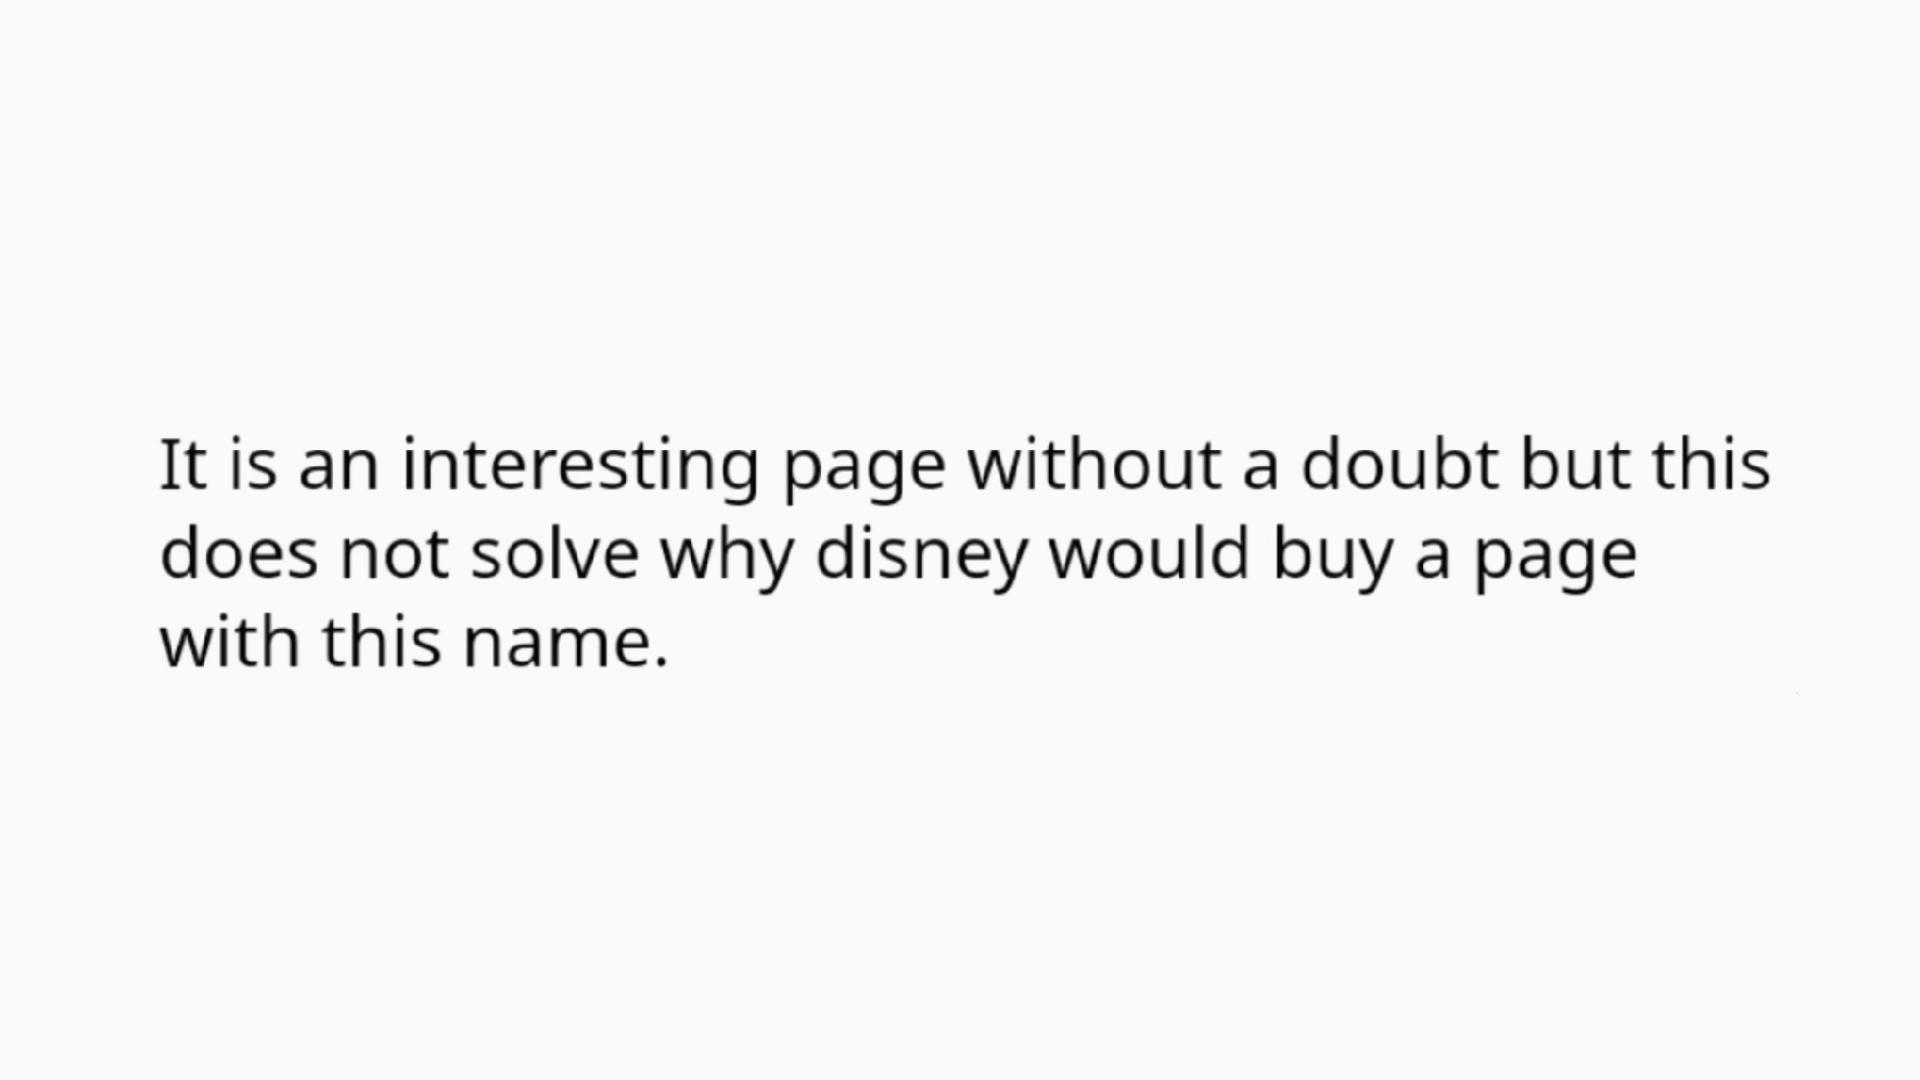 It is an interesting page without a doubt but this
does not solve why disney would buy a page
with this name.